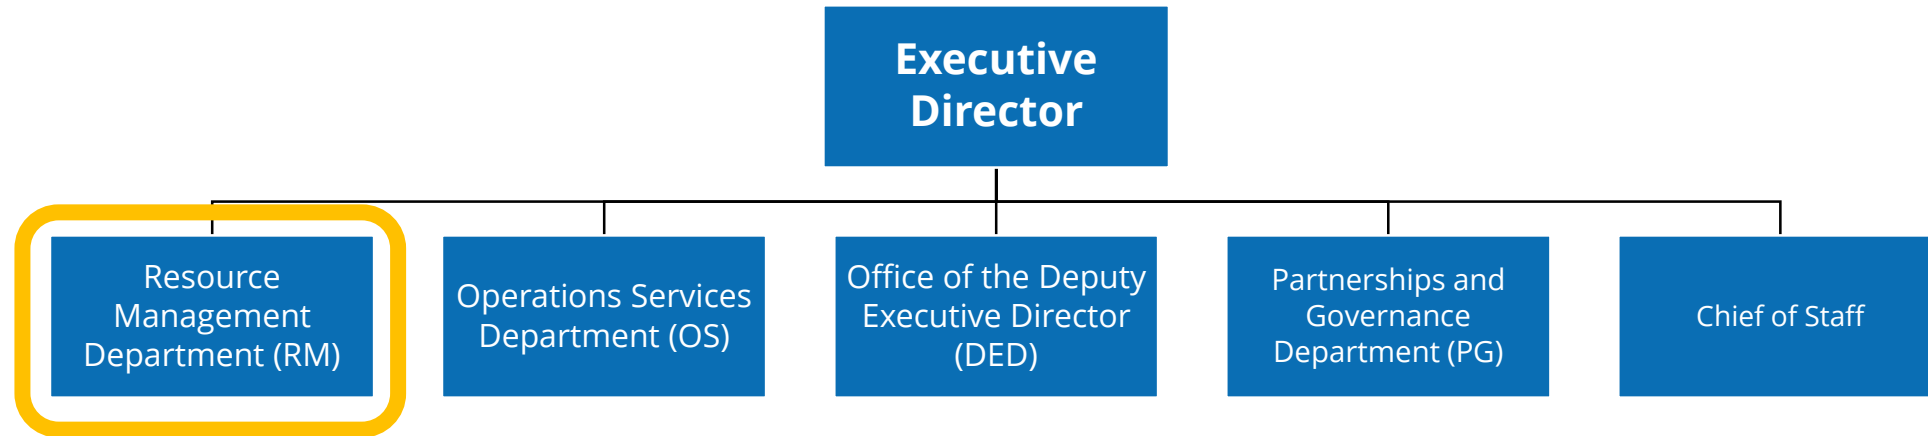 Executive
Director
Resource
Management
Department (RM)
Operations Services
Department (OS)
Office of the Deputy
Executive Director
(DED)
Partnerships and
Governance
Department (PG)
Chief of Staff